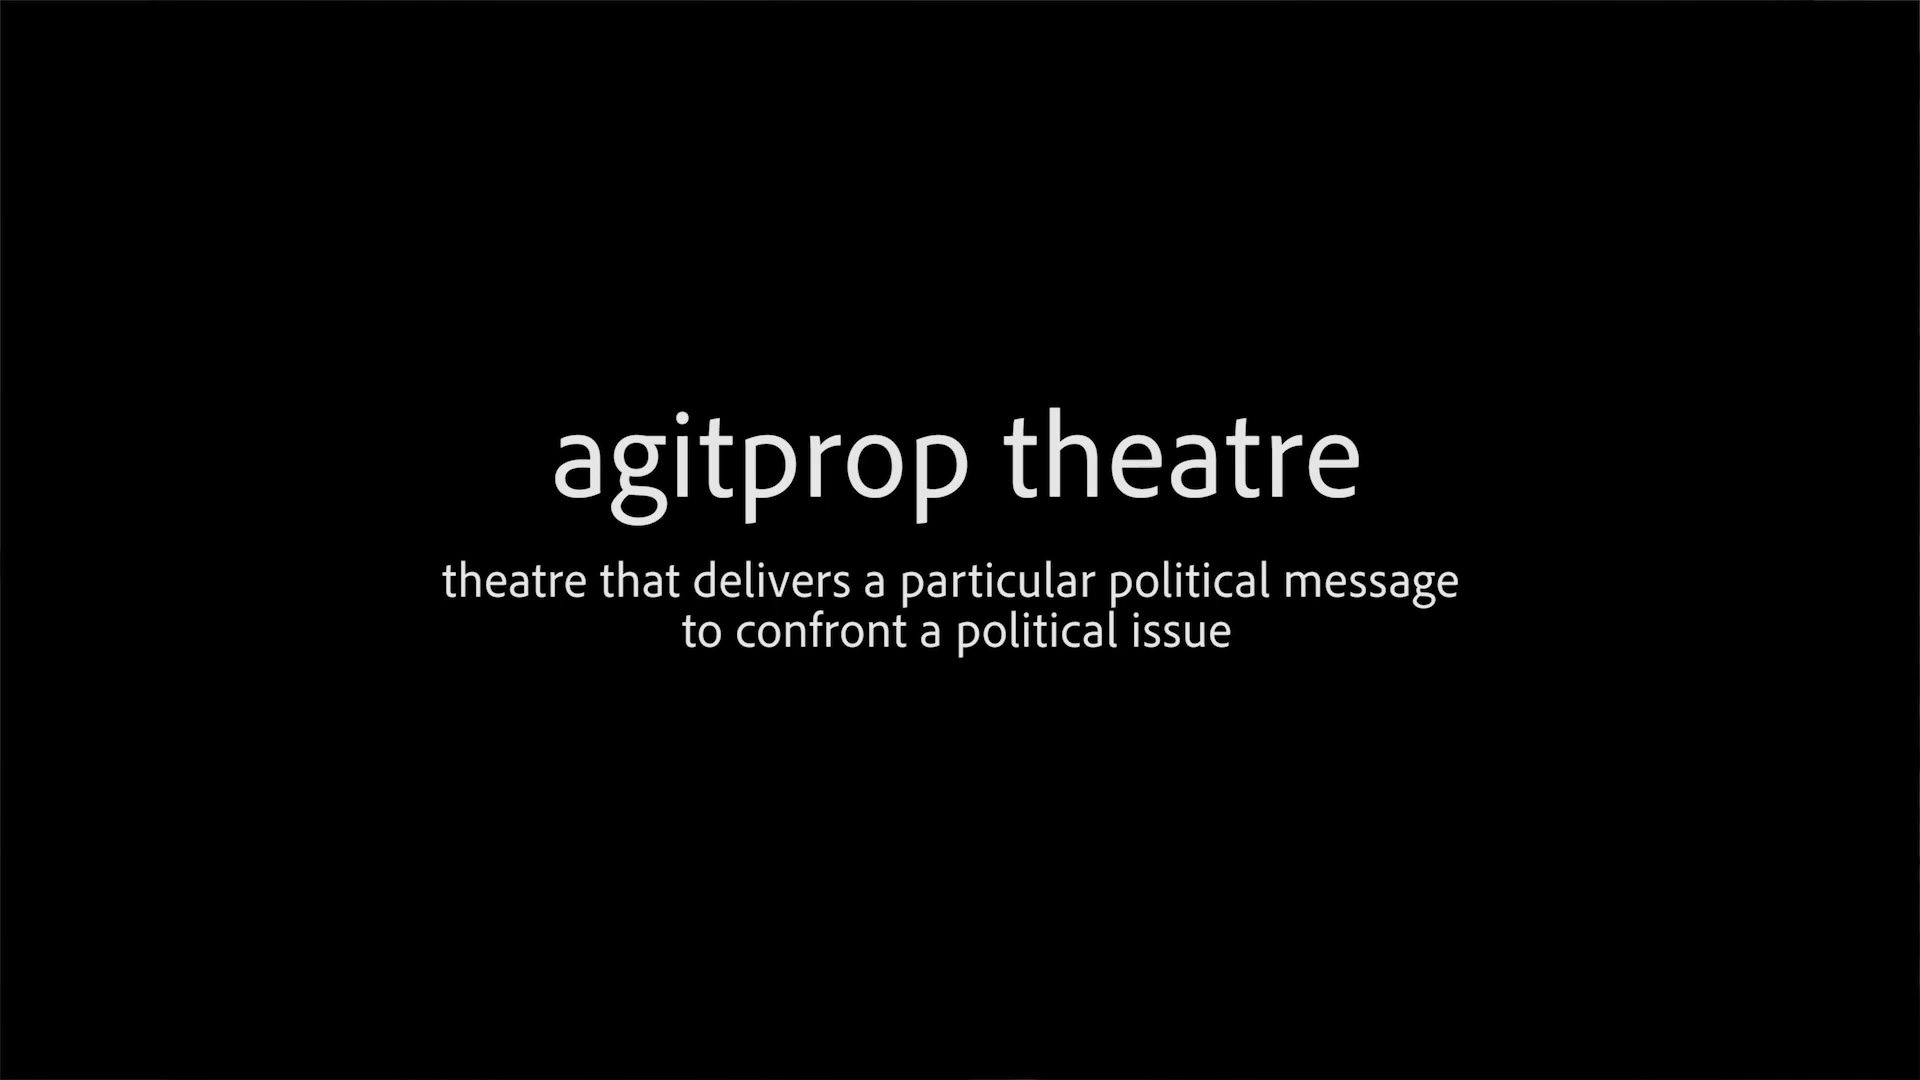 agitprop theatre
theatre that delivers a particular political message
to confront a political issue